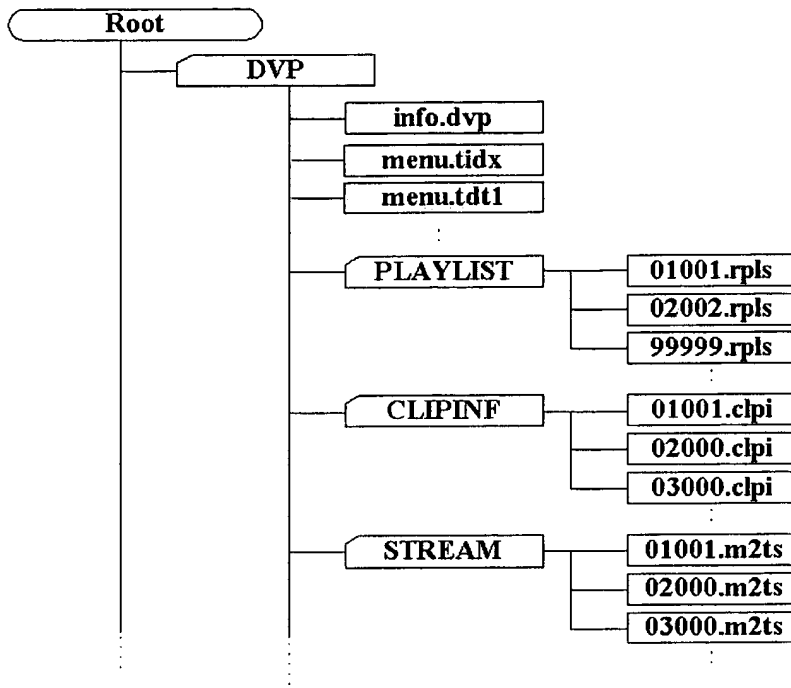 Root
DVP
info.dvp
menu.tidx
menu.tdt1
PLAYLIST
01001.rpls
02002.rpls
99999.rpls
CLIPINF
01001.clpi
02000.clpi
03000.clpi
STREAM
01001.m2ts
02000.m2ts
03000.m2ts